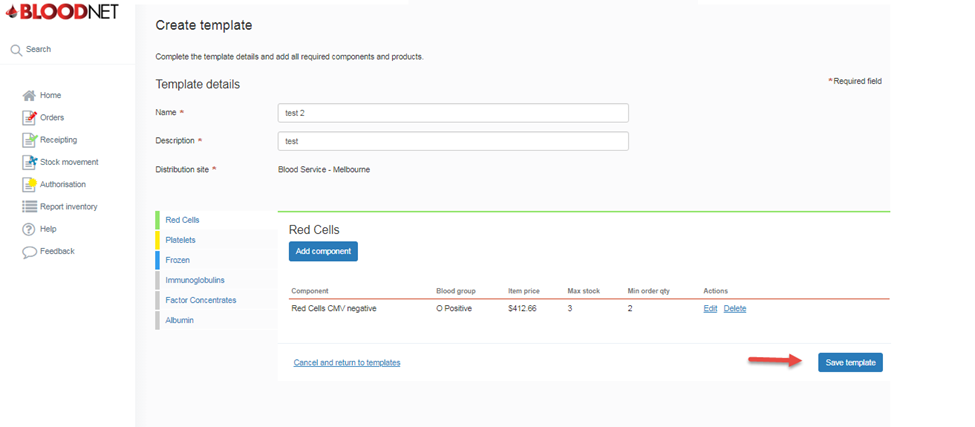 BLOODNET
Search
Home
Orders
Receipting
Stock movement
Authorisation
Report inventory
Help
Feedback
Create template
Complete the template details and add all required components and products.
Template details
*Required field
Name *
test 2
Description *
test
Distribution site *
Blood Service - Melbourne
Red Cells
Platelets
Frozen
Immunoglobulins
Factor Concentrates
Albumin
Red Cells
Add component
Component Blood group Item price Max stock Min order qty Actions
Red Cells CMV negative O Positive $412.66 3 2 Edit Delete
Cancel and return to templates
Save template